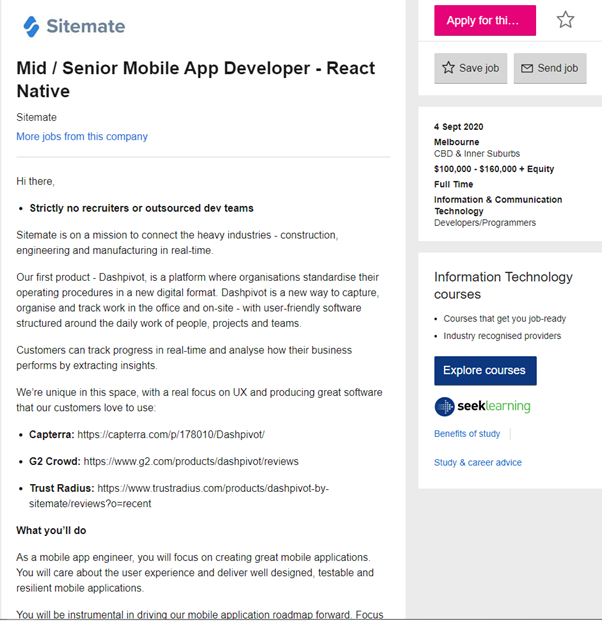 Sitemate
Mid / Senior Mobile App Developer - React
Native
Sitemate
More jobs from this company
Hi there,
• Strictly no recruiters or outsourced dev teams
Sitemate is on a mission to connect the heavy industries - construction,
engineering and manufacturing in real-time.
Our first product - Dashpivot, is a platform where organisations standardise their
operating procedures in a new digital format. Dashpivot is a new way to capture,
organise and track work in the office and on-site - with user-friendly software
structured around the daily work of people, projects and teams.
Customers can track progress in real-time and analyse how their business
performs by extracting insights.
We're unique in this space, with a real focus on UX and producing great software
that our customers love to use:
• Capterra: https://capterra.com/p/178010/Dashpivot/
• G2 Crowd: https://www.g2.com/products/dashpivot/reviews
• Trust Radius: https://www.trustradius.com/products/dashpivot-by-
sitemate/reviews?o=recent
What you'll do
As a mobile app engineer, you will focus on creating great mobile applications.
You will care about the user experience and deliver well designed, testable and
resilient mobile applications.
You will be instrumental in driving our mobile application roadmap forward. Focus
Apply for thi...
Save job
Send job
4 Sept 2020
Melbourne
CBD & Inner Suburbs
$100,000 - $160,000 + Equity
Full Time
Information & Communication
Technology
Developers/Programmers
Information Technology
courses
• Courses that get you job-ready
• Industry recognised providers
Explore courses
seeklearning
Benefits of study
Study & career advice